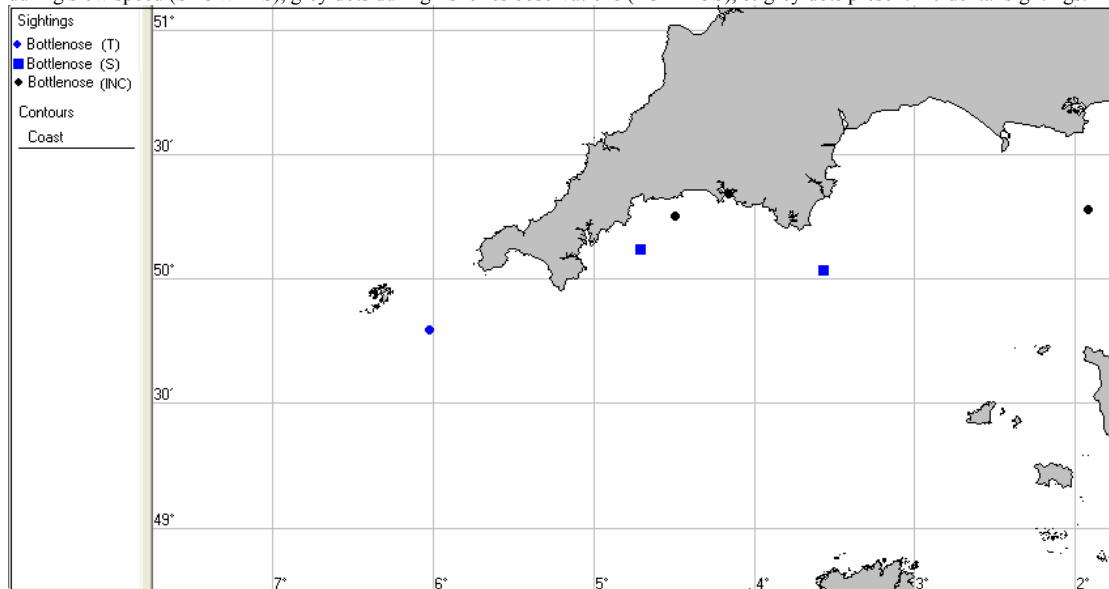 Sightings
Bottlenose (T)
Bottlenose (S)
Bottlenose (INC)
Contours
Coast
51°
30'
50°
30'
49°
7°
6°
5°
4°
3°
2°